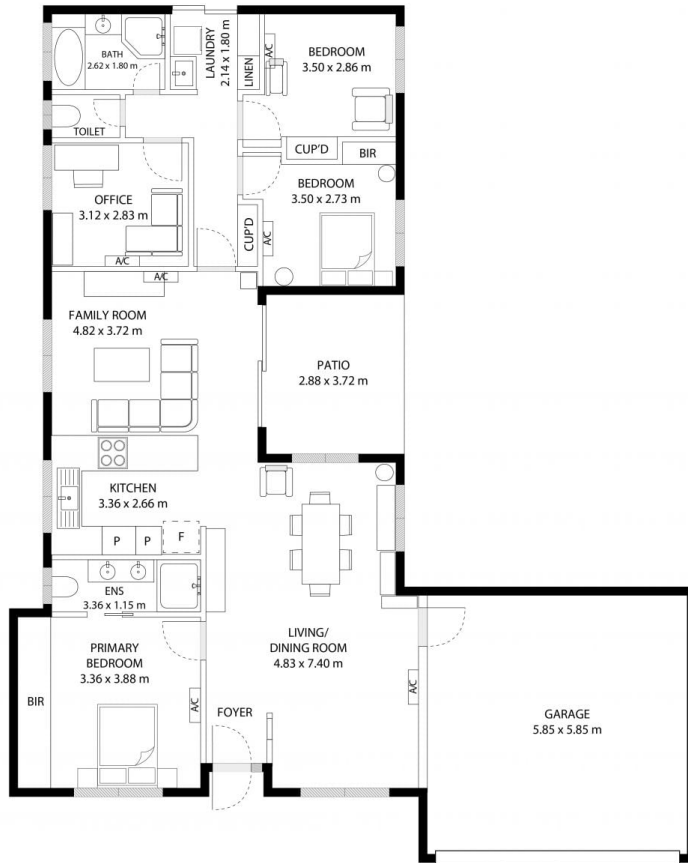 BATH
2.62 x 1.80 m
LAUNDRY
2.14 x 1.80 m
LINEN
A/C
BEDROOM
3.50 x 2.86 m
TOILET
CUP'D
BIR
OFFICE
3.12 x 2.83 m
A/C
BEDROOM
3.50 x 2.73 m
CUP'D
A/C
A/C
FAMILY ROOM
4.82 x 3.72 m
PATIO
2.88 x 3.72 m
KITCHEN
3.36 x 2.66 m
P
P
F
ENS
3.36 x 1.15 m
PRIMARY
BEDROOM
3.36 x 3.88 m
BIR
A/C
FOYER
LIVING/
DINING ROOM
4.83 x 7.40 m
A/C
GARAGE
5.85 x 5.85 m